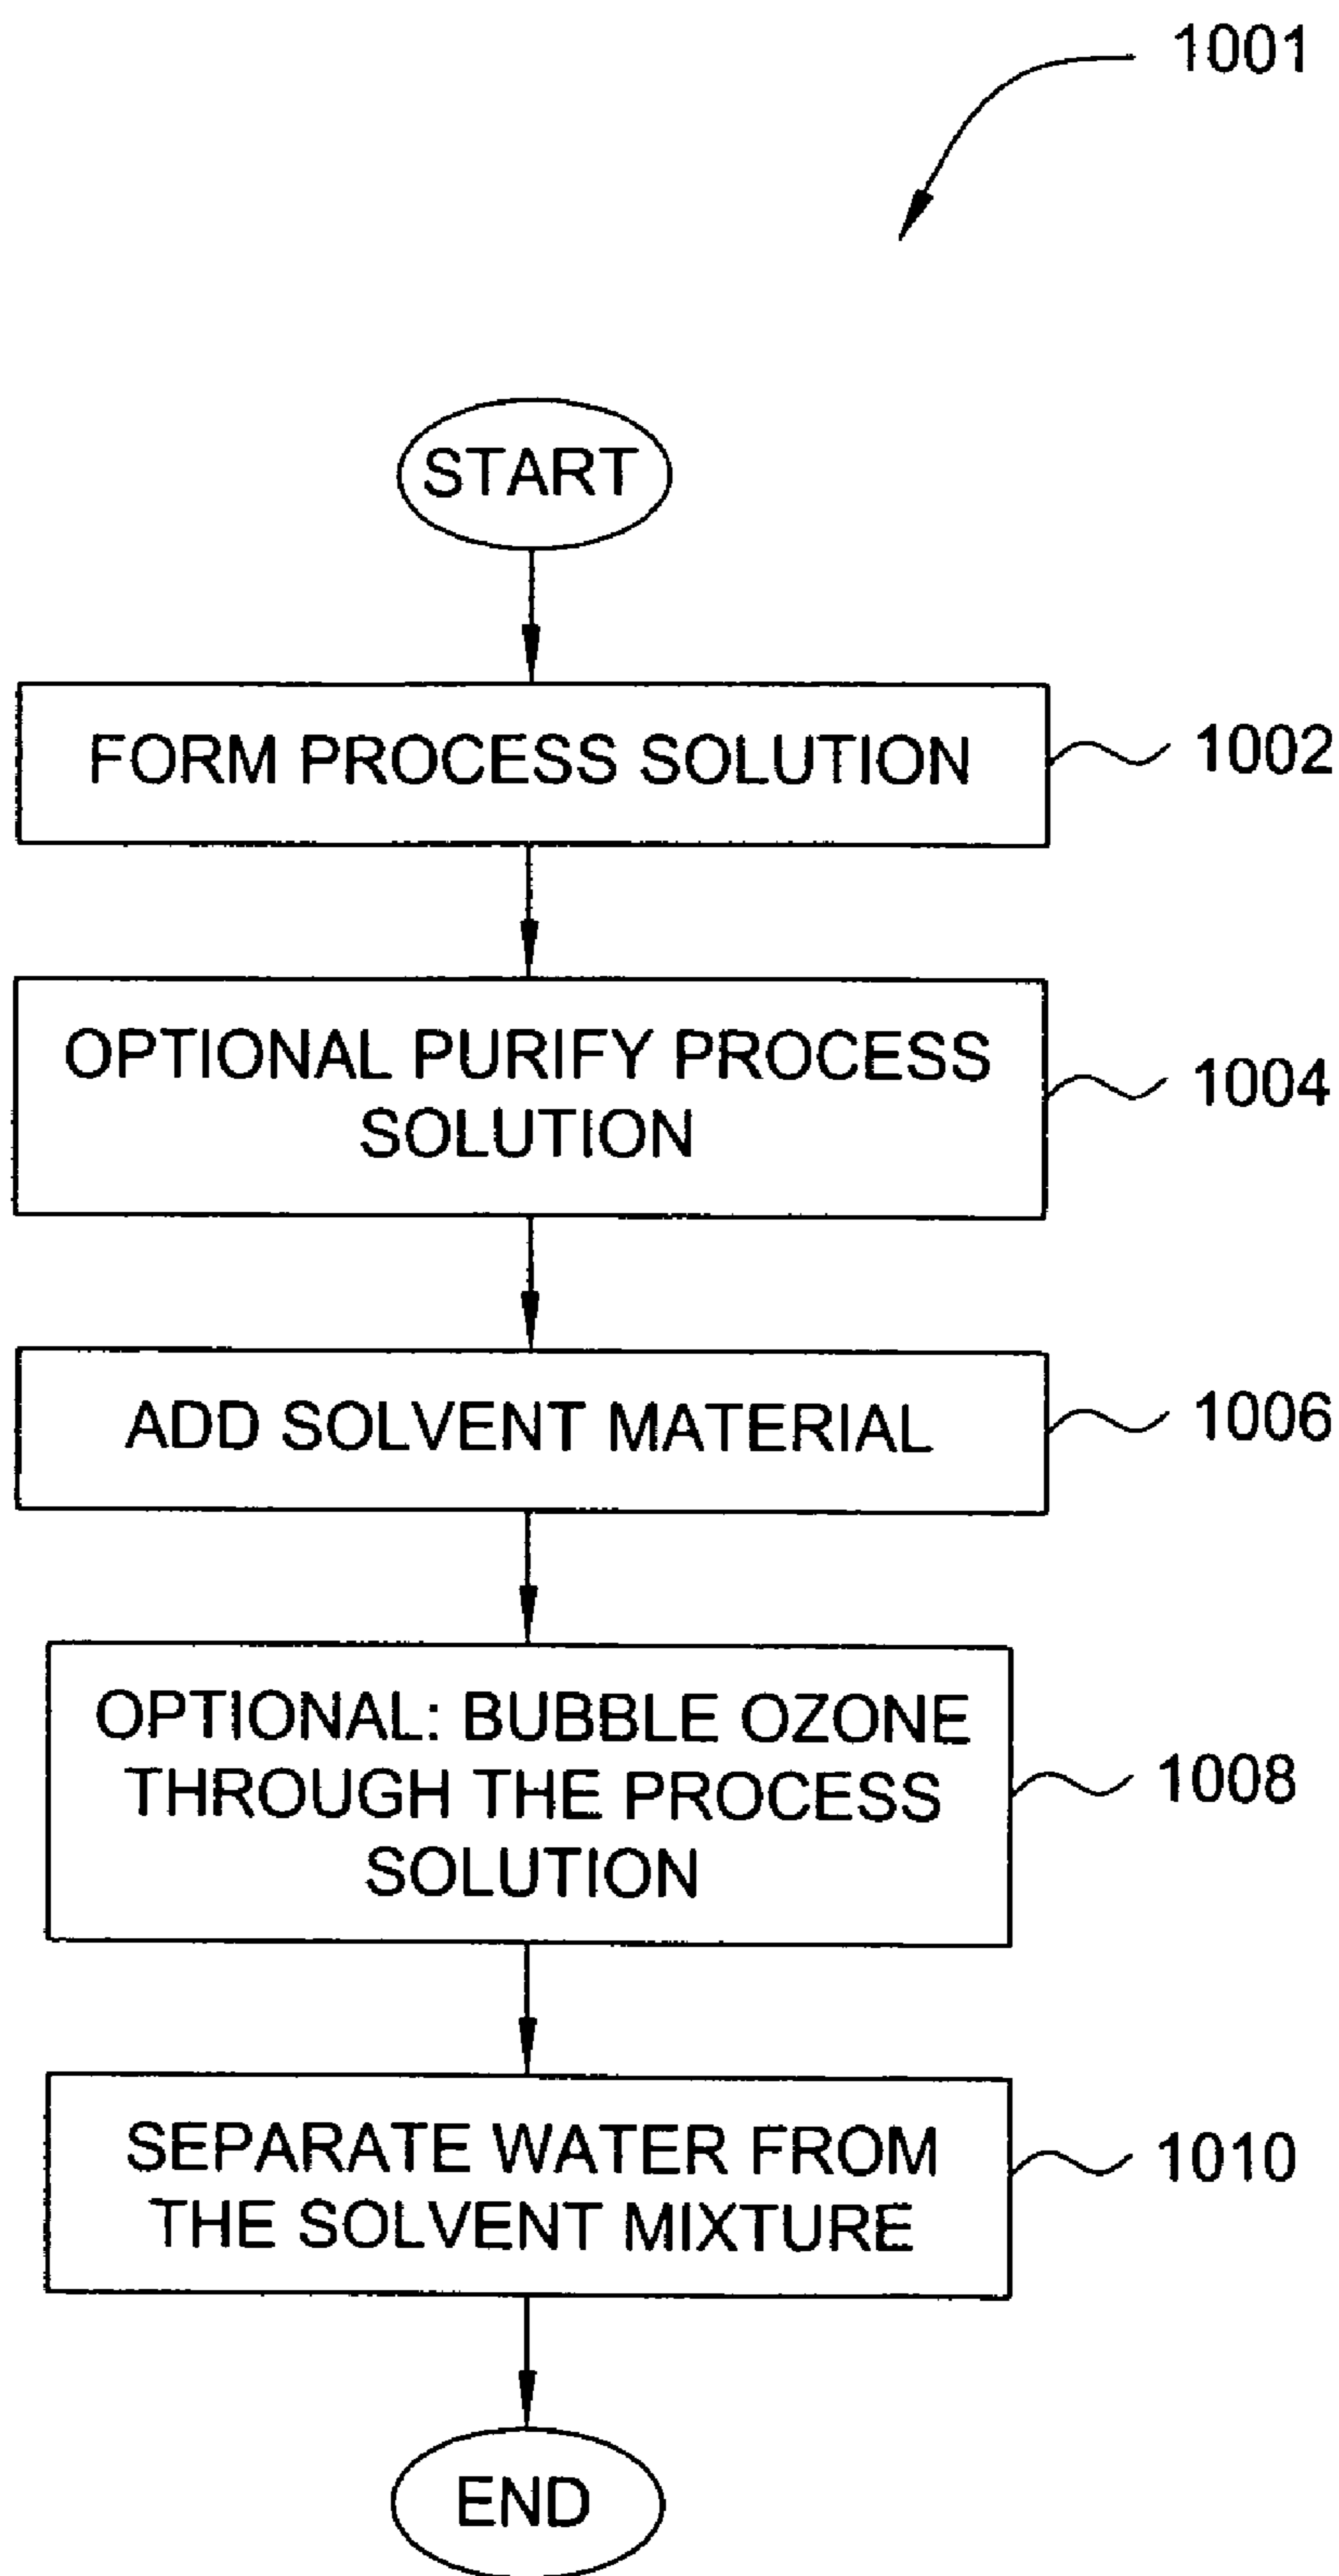 1001
START
FORM PROCESS SOLUTION
1002
OPTIONAL PURIFY PROCESS
SOLUTION
1004
ADD SOLVENT MATERIAL
1006
OPTIONAL: BUBBLE OZONE
THROUGH THE PROCESS
SOLUTION
1008
SEPARATE WATER FROM
THE SOLVENT MIXTURE
1010
END